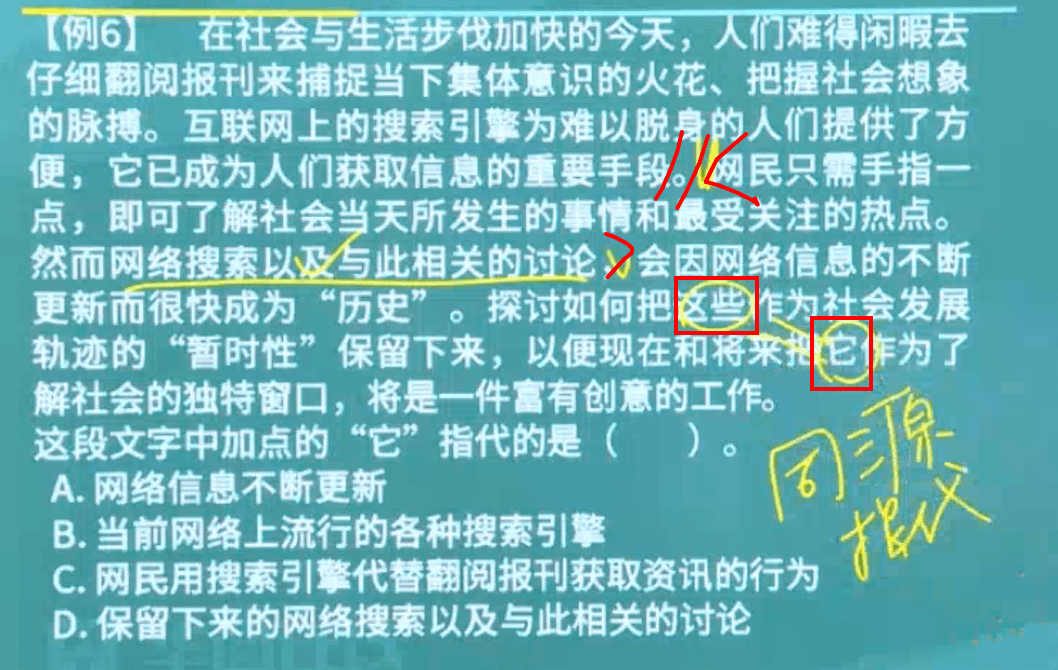 【例6】 在社会与生活步伐加快的今天，人们难得闲暇去
仔细翻阅报刊来捕捉当下集体意识的火花、把握社会想象
的脉搏。互联网上的搜索引擎为难以脱身的人们提供了方
便，它已成为人们获取信息的重要手段。网民只需手指一
点，即可了解社会当天所发生的事情和最受关注的热点。
然而网络搜索以及与此相关的讨论，会因网络信息的不断
更新而很快成为“历史”。探讨如何把这些作为社会发展
轨迹的“暂时性”保留下来，以便现在和将来把它作为了
解社会的独特窗口，将是一件富有创意的工作。
这段文字中加点的“它”指代的是（ ）。
A. 网络信息不断更新
B. 当前网络上流行的各种搜索引擎
C. 网民用搜索引擎代替翻阅报刊获取资讯的行为
D. 保留下来的网络搜索以及与此相关的讨论
同源
指代